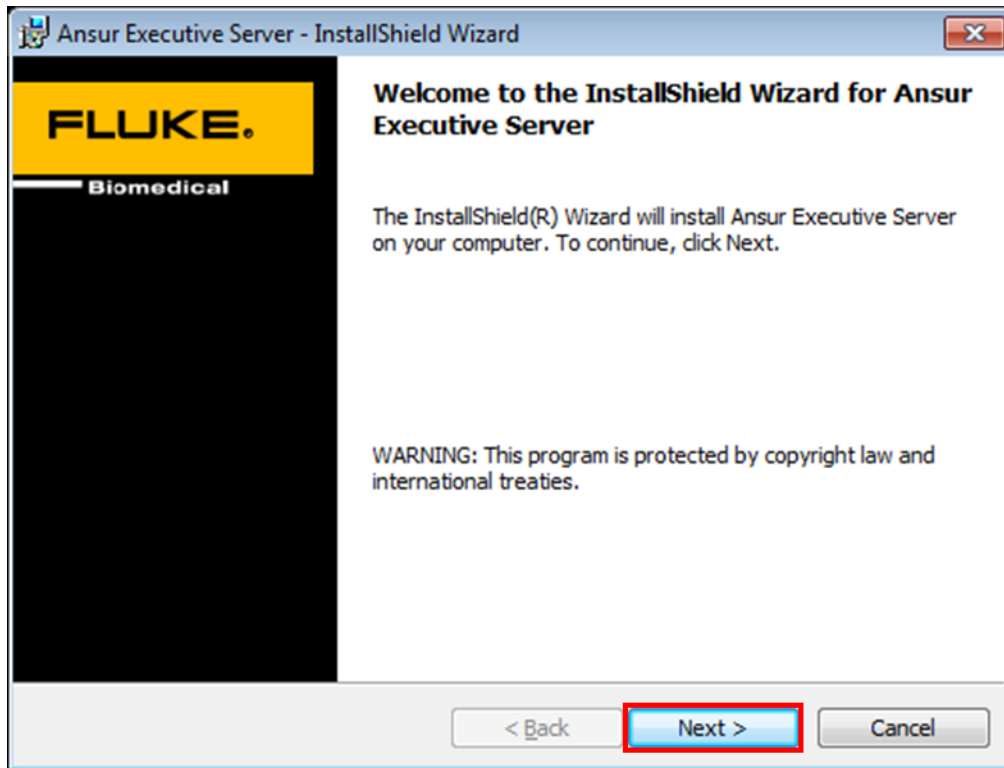 Ansur Executive Server - InstallShield Wizard
FLUKE.
Biomedical
Welcome to the InstallShield Wizard for Ansur
Executive Server
The InstallShield(R) Wizard will install Ansur Executive Server
on your computer. To continue, click Next.
WARNING: This program is protected by copyright law and
international treaties.
< Back
Next >
Cancel